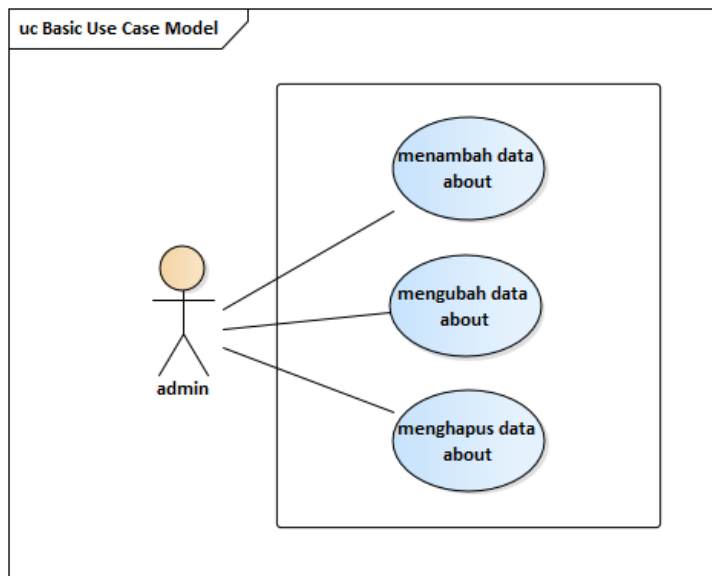 uc Basic Use Case Model
menambah data
about
mengubah data
about
admin
menghapus data
about